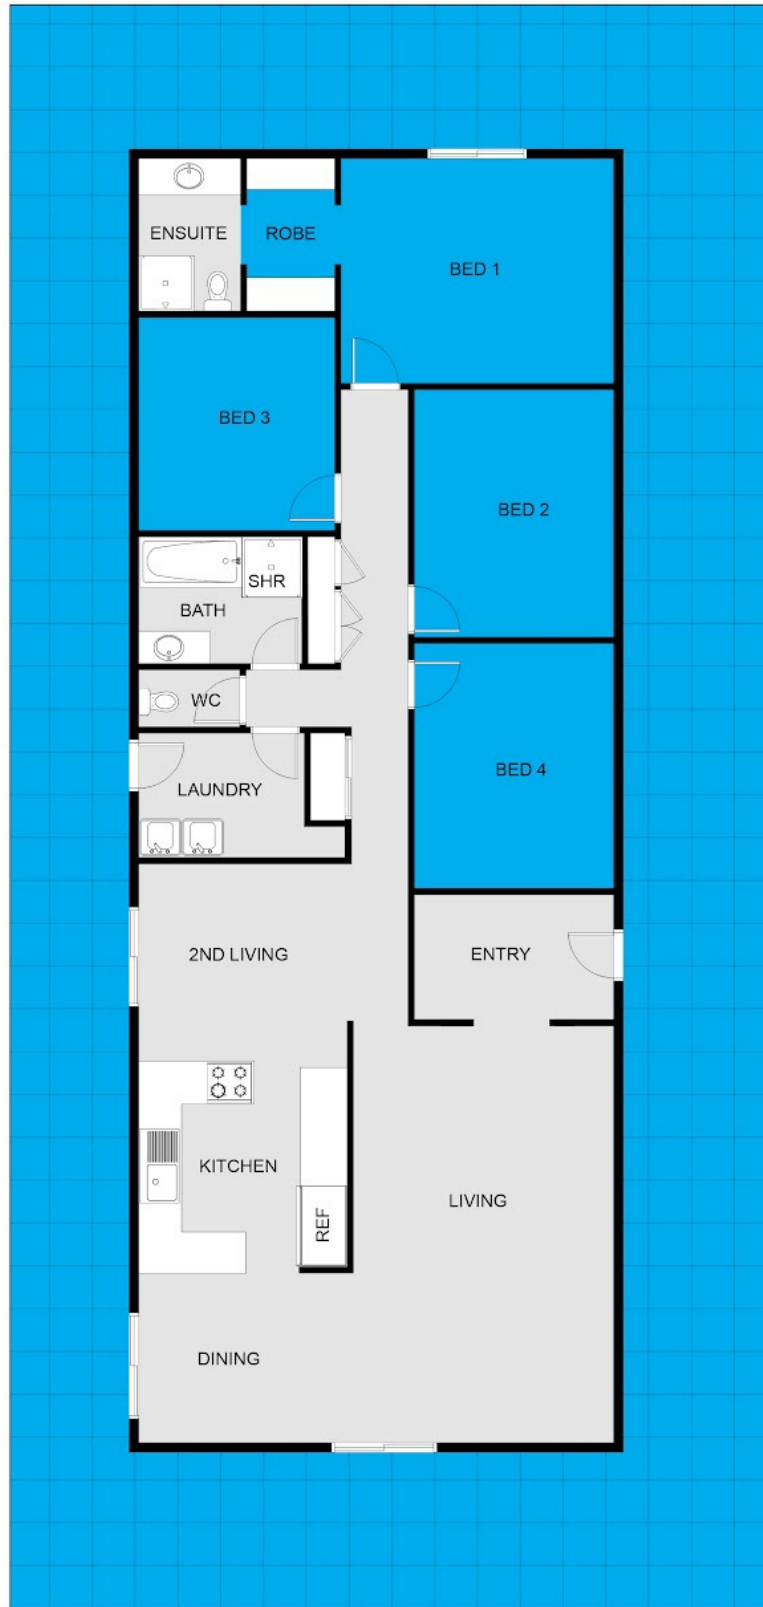 ENSUITE
ROBE
BED 1
BED 3
BED 2
SHR
BATH
WC
BED 4
LAUNDRY
2ND LIVING
ENTRY
KITCHEN
LIVING
REF
DINING